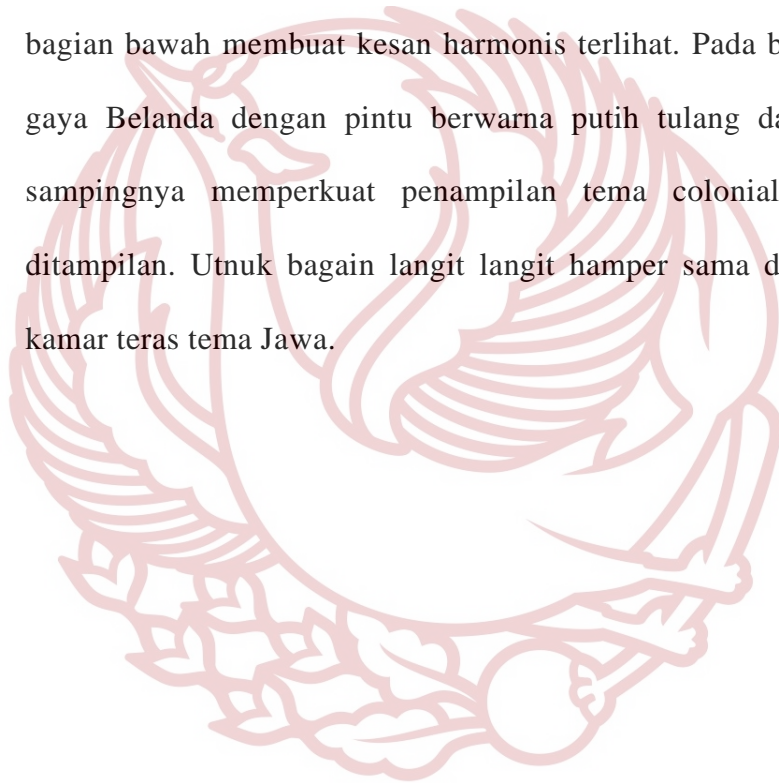 bagian bawah membuat kesan harmonis terlihat. Pada b
gaya Belanda dengan pintu berwarna putih tulang da
sampingnya memperkuat penampilan tema colonial
ditampilan. Utnuk bagain langit langit hamper sama d
kamar teras tema Jawa.